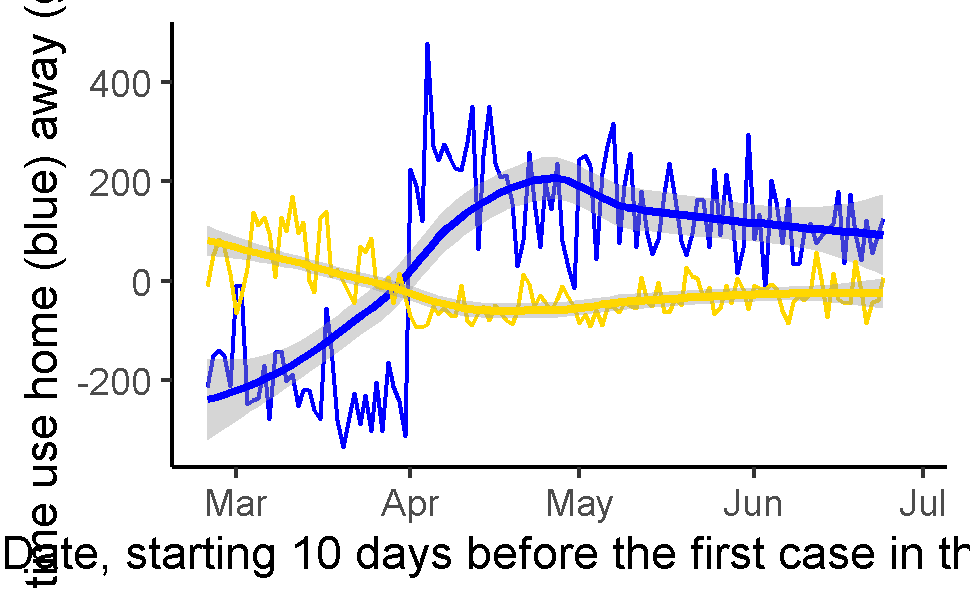 time use home (blue) away (
400
200
0
-200
Mar Apr May Jun Jul
Date, starting 10 days before the first case in th